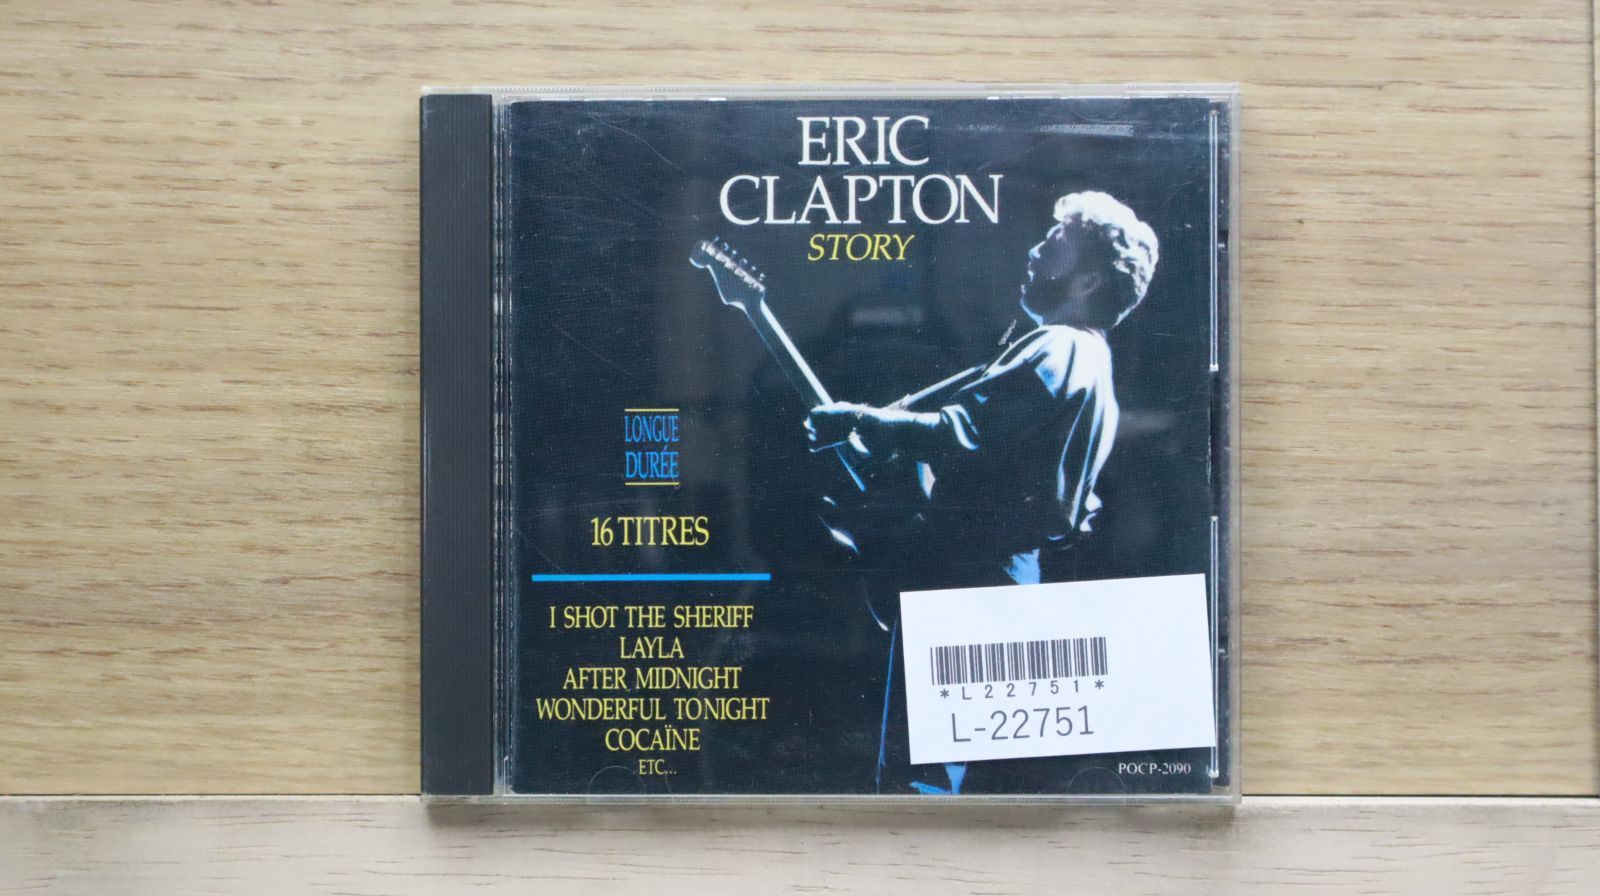 ERIC
CLAPTON
STORY
LONGUE
DURÉE
16 TITRES
I SHOT THE SHERIFF
LAYLA
AFTER MIDNIGHT
WONDERFUL TONIGHT
COCAÏNE
ETC...
*L22751*
L-22751
POCP-2090